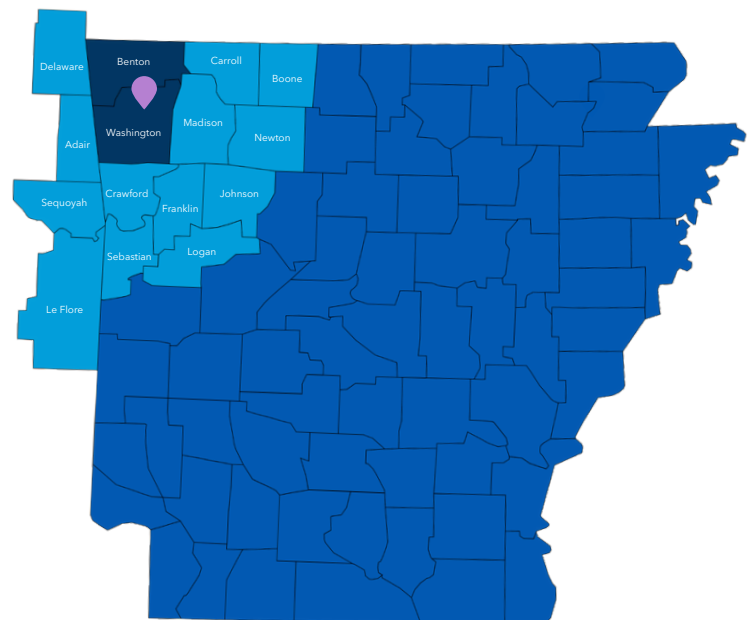 Delaware
Benton
Carroll
Boone
Washington
Madison
Adair
Newton
Sequoyah
Crawford
Franklin
Johnson
Sebastian
Logan
Le Flore